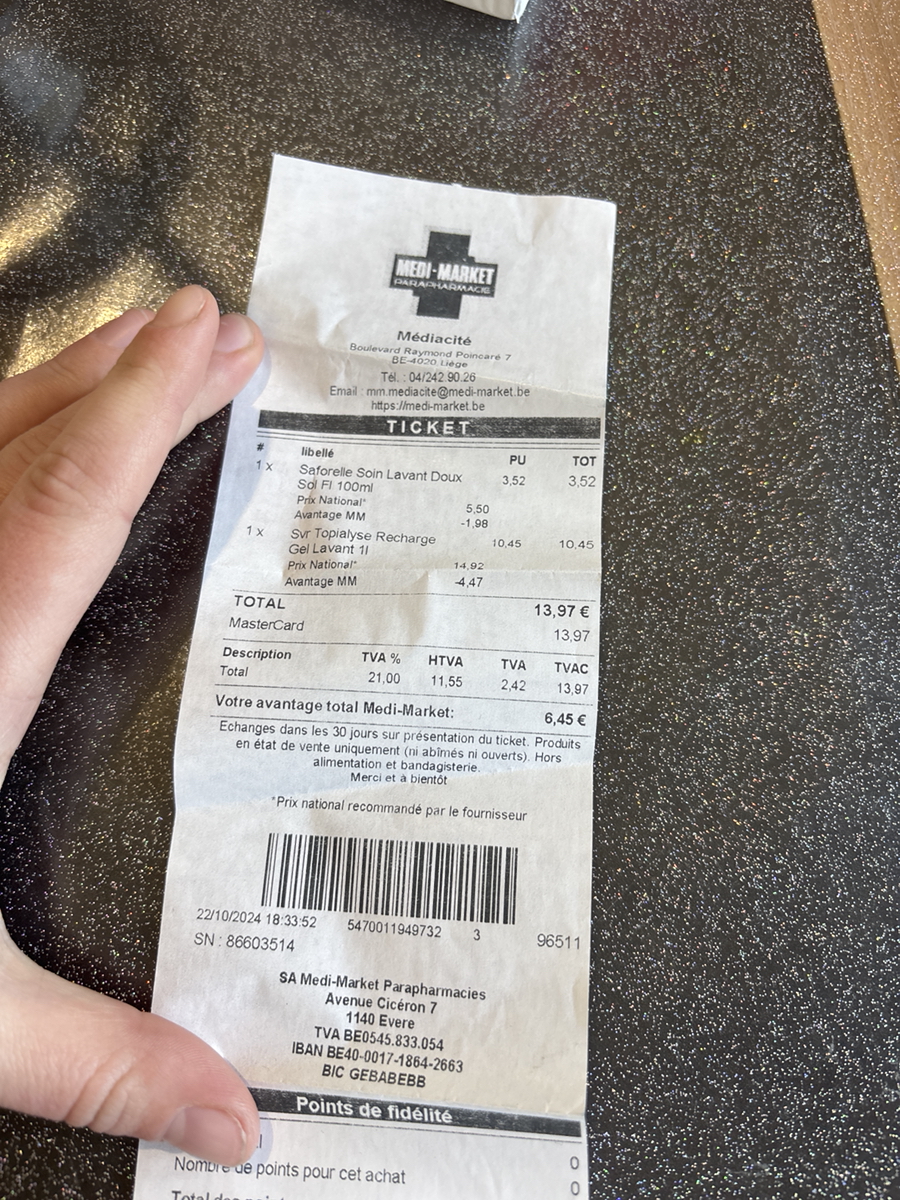 MEDI-MARKET
PARAPHARMACIE
Médiacité
Boulevard Raymond Poincaré 7
BE-4020 Liège
Tél. : 04/242.90.26
Email : mm.mediacite@medi-market.be
https://medi-market.be
TICKET
# libellé PU TOT
1 x Saforelle Soin Lavant Doux 3,52 3,52
Sol Fl 100ml
Prix National* 5,50
Avantage MM -1,98
1 x Svr Topialyse Recharge 10,45 10,45
Gel Lavant 1l
Prix National* 14,92
Avantage MM -4,47
TOTAL 13,97 €
MasterCard 13,97
Description TVA % HTVA TVA TVAC
Total 21,00 11,55 2,42 13,97
Votre avantage total Medi-Market: 6,45 €
Echanges dans les 30 jours sur présentation du ticket. Produits
en état de vente uniquement (ni abîmés ni ouverts). Hors
alimentation et bandagisterie.
Merci et à bientôt
*Prix national recommandé par le fournisseur
22/10/2024 18:33:52 5470011949732 3 96511
SN : 86603514
SA Medi-Market Parapharmacies
Avenue Cicéron 7
1140 Evere
TVA BE0545.833.054
IBAN BE40-0017-1864-2663
BIC GEBABEBB
Points de fidélité
0
Nombre de points pour cet achat 0